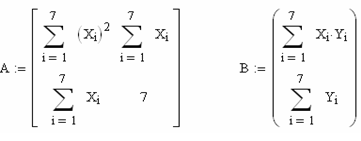 A := [ ∑_{i = 1}^{7} (X_i)^2 ∑_{i = 1}^{7} X_i
∑_{i = 1}^{7} X_i 7 ]
B := ( ∑_{i = 1}^{7} X_i·Y_i
∑_{i = 1}^{7} Y_i )